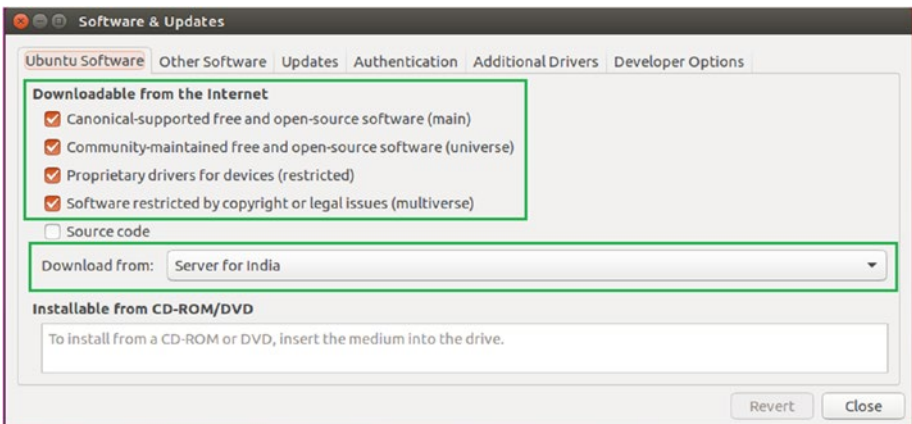 Software & Updates
Ubuntu Software Other Software Updates Authentication Additional Drivers Developer Options
Downloadable from the Internet
Canonical-supported free and open-source software (main)
Community-maintained free and open-source software (universe)
Proprietary drivers for devices (restricted)
Software restricted by copyright or legal issues (multiverse)
Source code
Download from: Server for India
Installable from CD-ROM/DVD
To install from a CD-ROM or DVD, insert the medium into the drive.
Revert Close